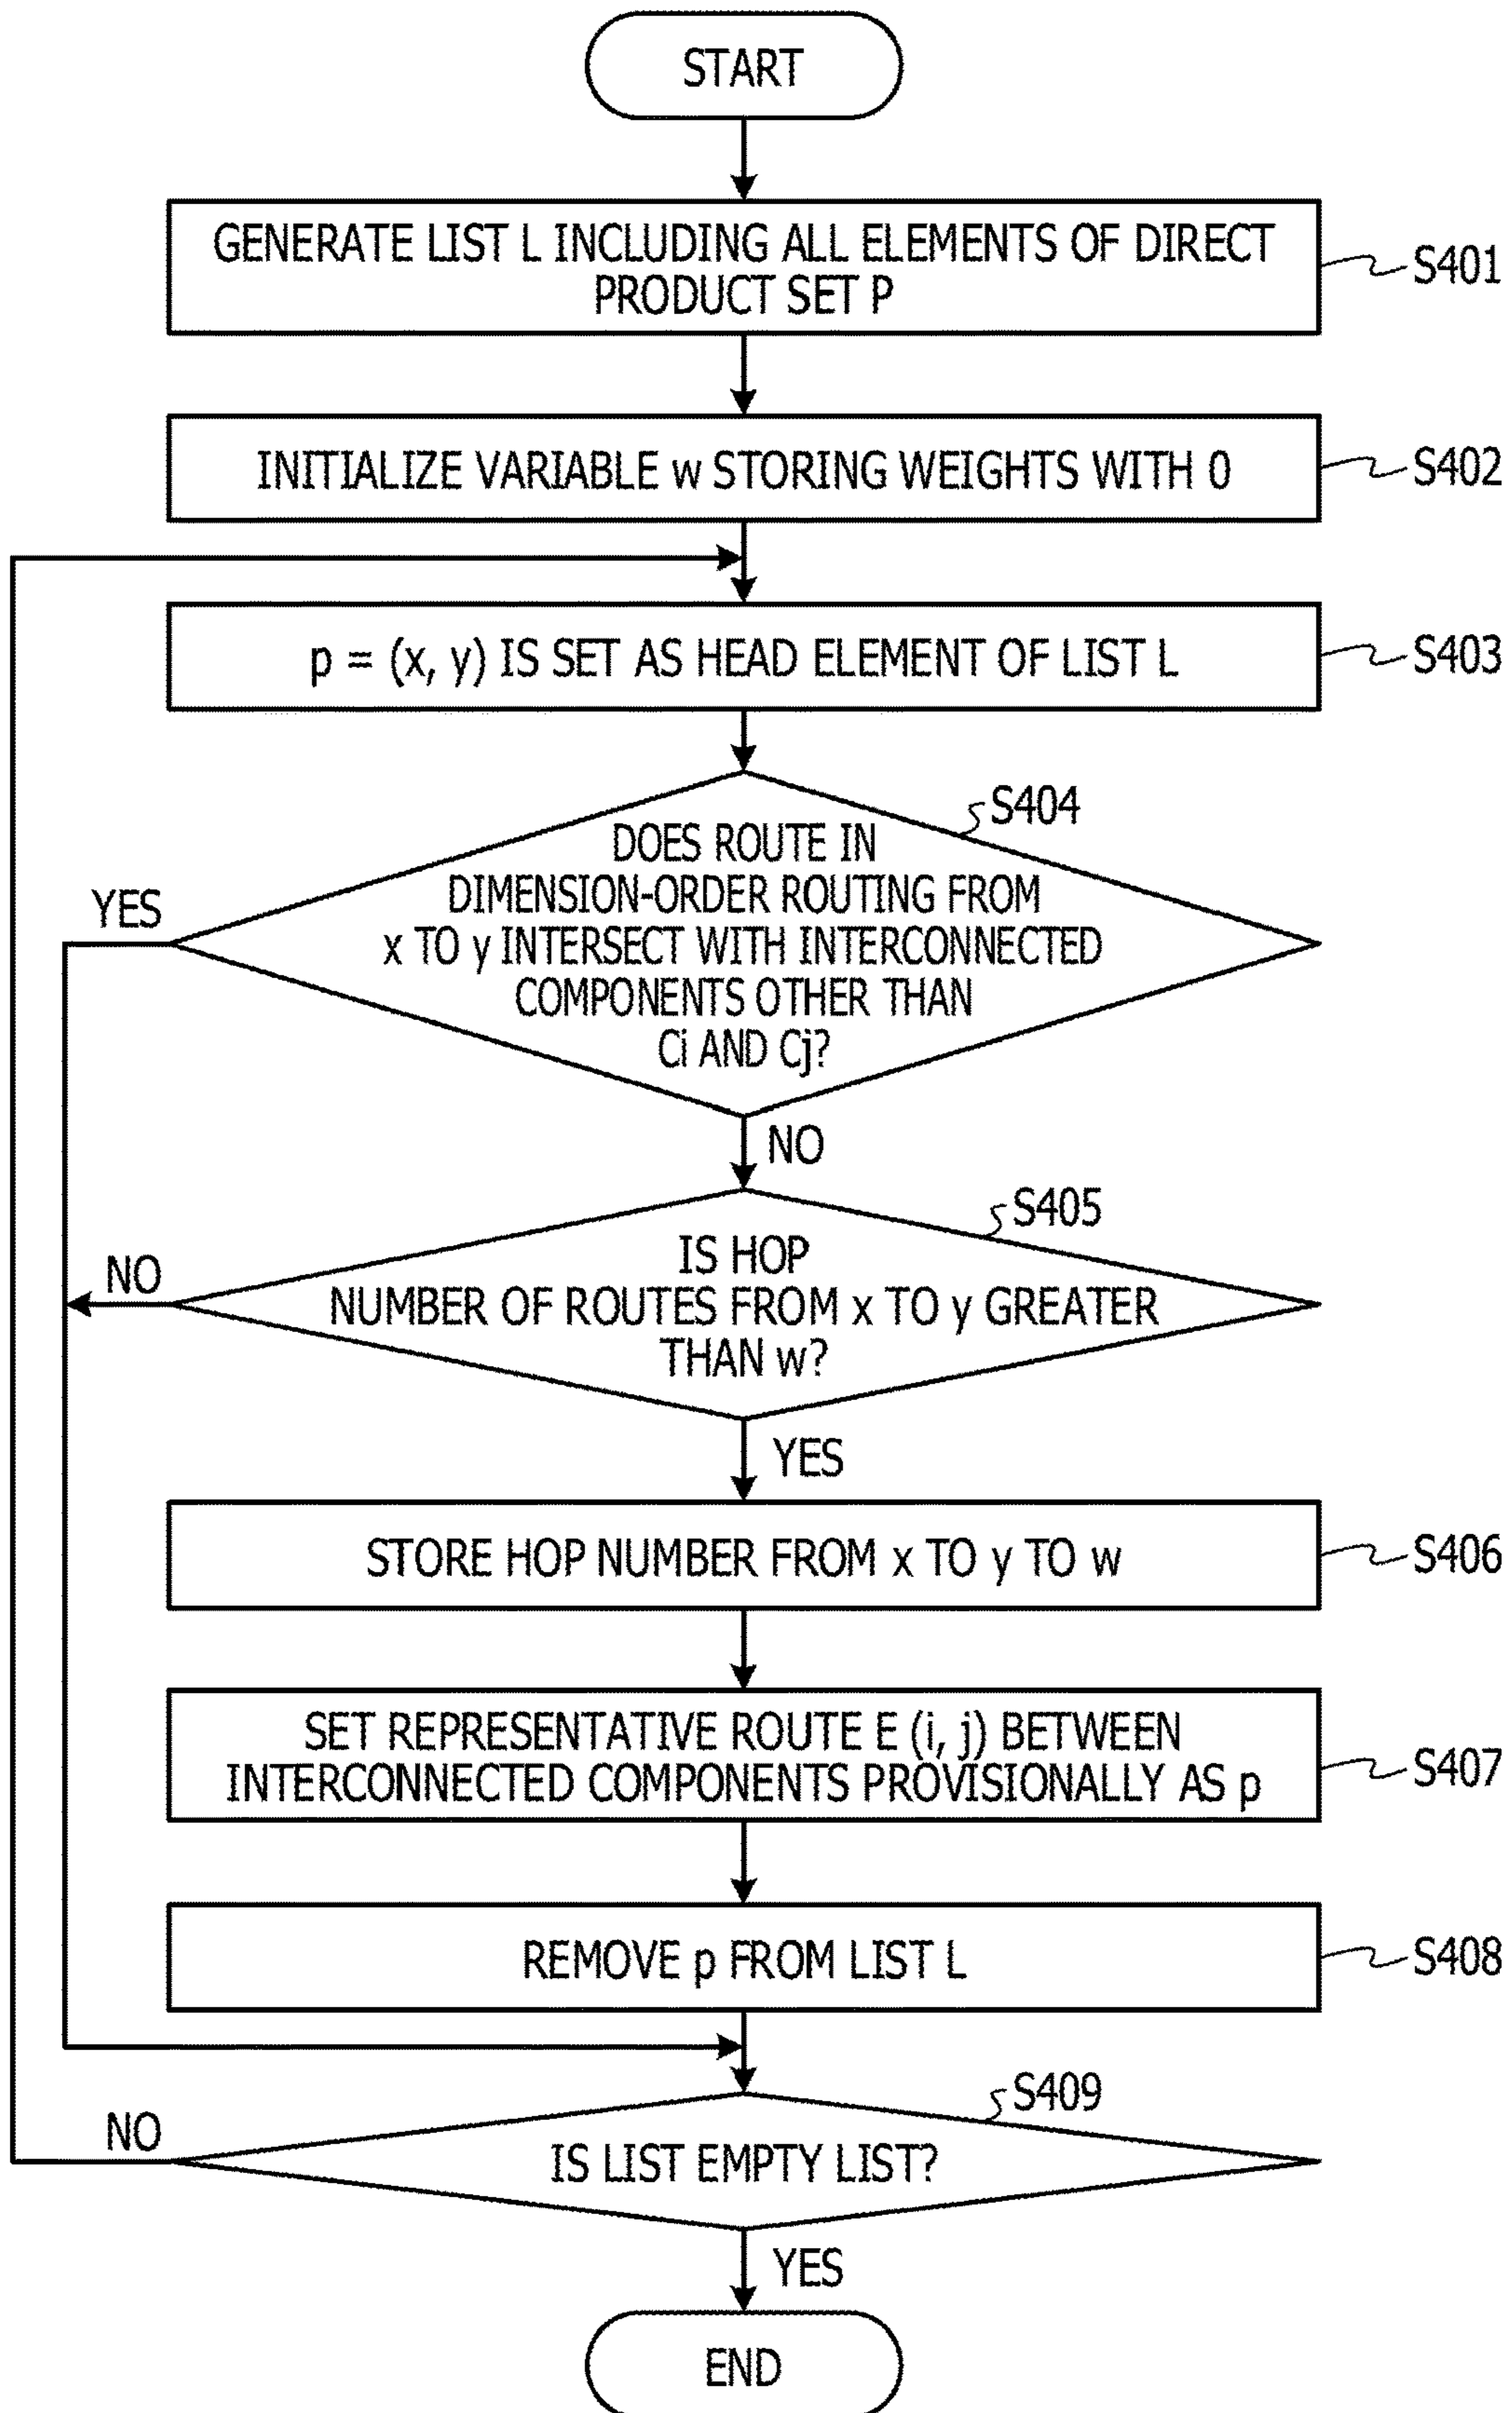 START
GENERATE LIST L INCLUDING ALL ELEMENTS OF DIRECT
PRODUCT SET P
S401
INITIALIZE VARIABLE w STORING WEIGHTS WITH 0
S402
p = (x, y) IS SET AS HEAD ELEMENT OF LIST L
S403
S404
DOES ROUTE IN
DIMENSION-ORDER ROUTING FROM
x TO y INTERSECT WITH INTERCONNECTED
COMPONENTS OTHER THAN
Ci AND Cj?
YES
NO
S405
IS HOP
NUMBER OF ROUTES FROM x TO y GREATER
THAN w?
NO
YES
STORE HOP NUMBER FROM x TO y TO w
S406
SET REPRESENTATIVE ROUTE E (i, j) BETWEEN
INTERCONNECTED COMPONENTS PROVISIONALLY AS p
S407
REMOVE p FROM LIST L
S408
S409
IS LIST EMPTY LIST?
NO
YES
END